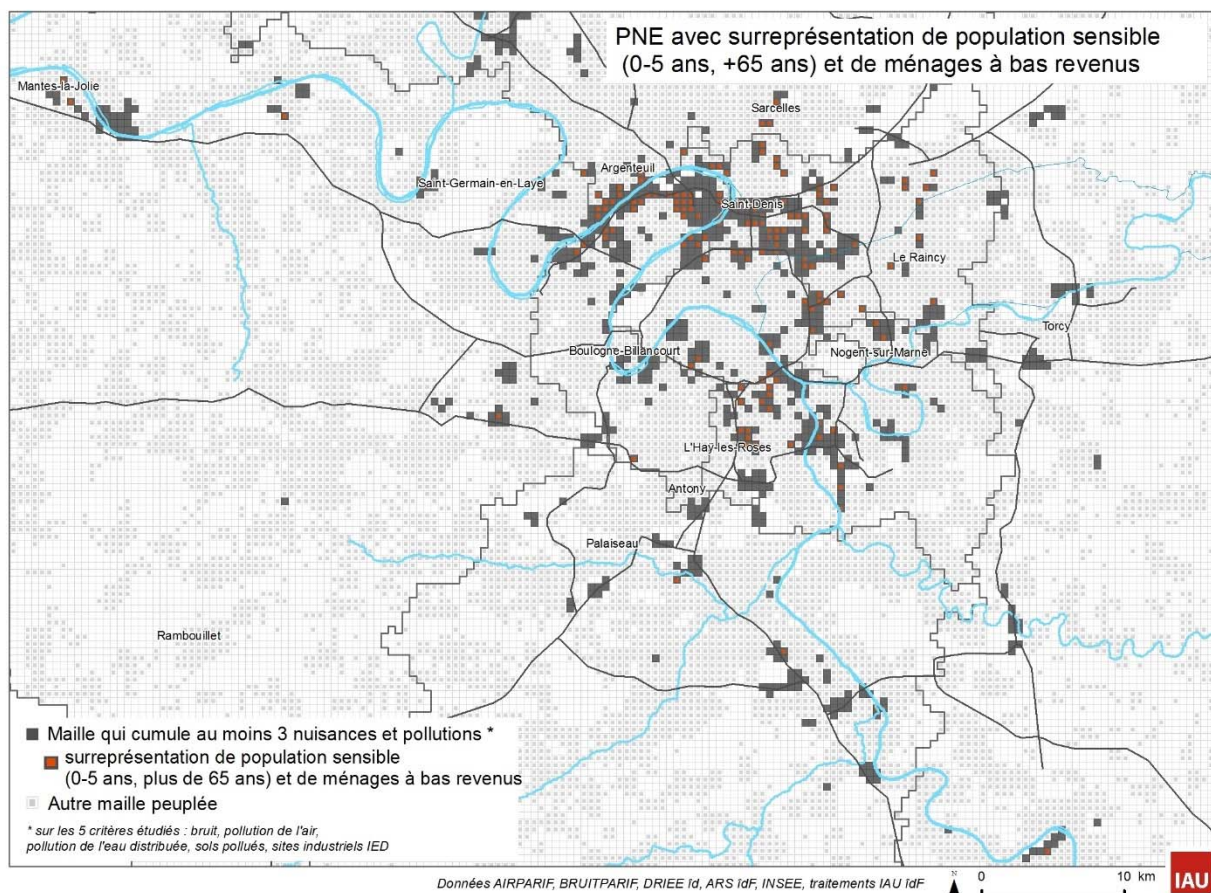 PNE avec surreprésentation de population sensible
(0-5 ans, +65 ans) et de ménages à bas revenus
Mantes-la-Jolie
Sarcelles
Argenteuil
Saint-Germain-en-Laye
Saint-Denis
Le Raincy
Torcy
Boulogne-Billancourt
Nogent-sur-Marne
L'Haÿ-les-Roses
Antony
Palaiseau
Rambouillet
Maille qui cumule au moins 3 nuisances et pollutions *
surreprésentation de population sensible
(0-5 ans, plus de 65 ans) et de ménages à bas revenus
Autre maille peuplée
* sur les 5 critères étudiés : bruit, pollution de l'air,
pollution de l'eau distribuée, sols pollués, sites industriels IED
0 10 km
N
IAU
Données AIRPARIF, BRUITPARIF, DRIEE îd, ARS îdF, INSEE, traitements IAU îdF